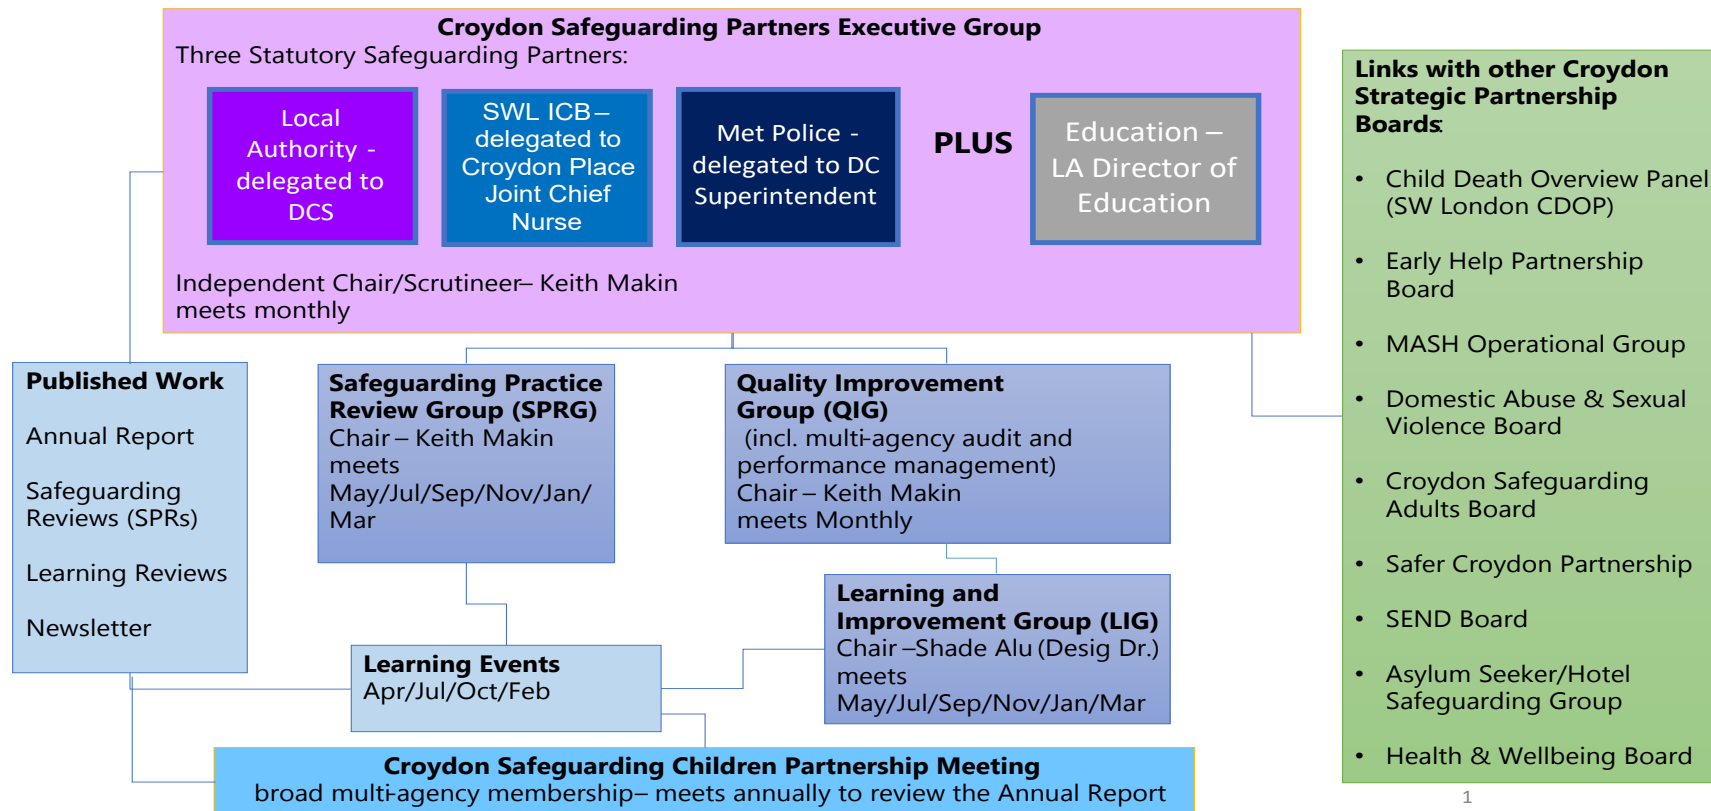 Croydon Safeguarding Partners Executive Group
Three Statutory Safeguarding Partners:
Local
Authority -
delegated to
DCS
SWL ICB –
delegated to
Croydon Place
Joint Chief
Nurse
Met Police -
delegated to DC
Superintendent
PLUS
Education –
LA Director of
Education
Independent Chair/Scrutineer– Keith Makin
meets monthly
Published Work
Annual Report
Safeguarding
Reviews (SPRs)
Learning Reviews
Newsletter
Safeguarding Practice
Review Group (SPRG)
Chair – Keith Makin
meets
May/Jul/Sep/Nov/Jan/
Mar
Quality Improvement
Group (QIG)
(incl. multi-agency audit and
performance management)
Chair – Keith Makin
meets Monthly
Learning and
Improvement Group (LIG)
Chair –Shade Alu (Desig Dr.)
meets
May/Jul/Sep/Nov/Jan/Mar
Learning Events
Apr/Jul/Oct/Feb
Croydon Safeguarding Children Partnership Meeting
broad multi-agency membership– meets annually to review the Annual Report
Links with other Croydon
Strategic Partnership
Boards:
• Child Death Overview Panel
(SW London CDOP)
• Early Help Partnership
Board
• MASH Operational Group
• Domestic Abuse & Sexual
Violence Board
• Croydon Safeguarding
Adults Board
• Safer Croydon Partnership
• SEND Board
• Asylum Seeker/Hotel
Safeguarding Group
• Health & Wellbeing Board
1